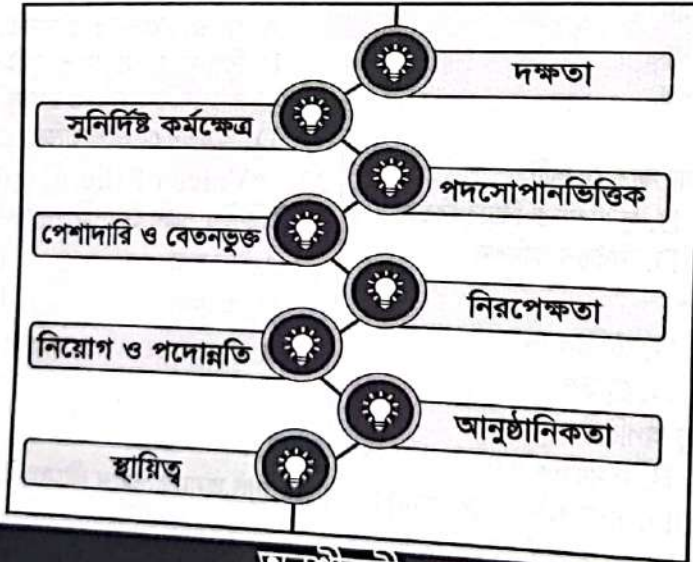 দক্ষতা
সুনির্দিষ্ট কর্মক্ষেত্র
পদসোপানভিত্তিক
পেশাদারি ও বেতনভুক্ত
নিরপেক্ষতা
নিয়োগ ও পদোন্নতি
আনুষ্ঠানিকতা
স্থায়িত্ব